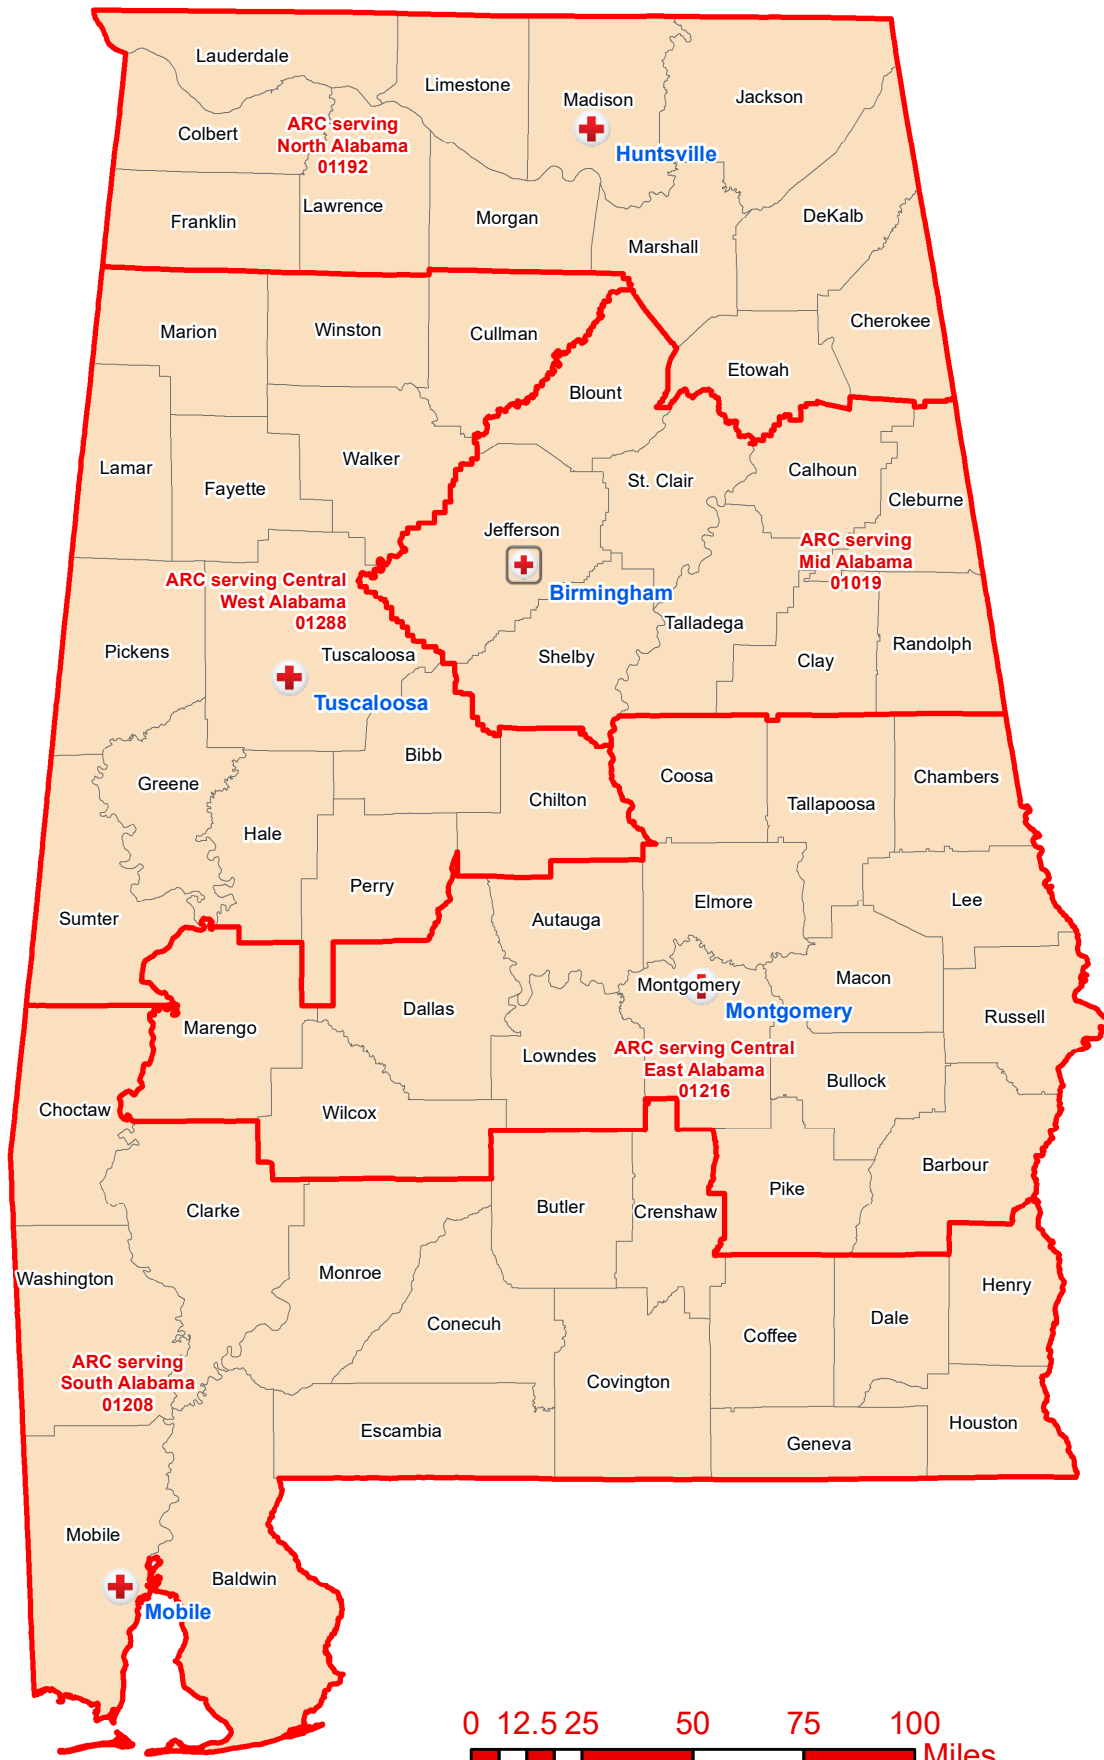 Lauderdale
Limestone
Madison
Jackson
Colbert
ARC serving
North Alabama
01192
Huntsville
Franklin
Lawrence
Morgan
DeKalb
Marshall
Marion
Winston
Cullman
Cherokee
Etowah
Blount
Lamar
Walker
Fayette
St. Clair
Calhoun
Cleburne
Jefferson
ARC serving
Mid Alabama
01019
ARC serving Central
West Alabama
01288
Birmingham
Talladega
Pickens
Tuscaloosa
Shelby
Clay
Randolph
Tuscaloosa
Bibb
Greene
Coosa
Chambers
Chilton
Tallapoosa
Hale
Perry
Sumter
Autauga
Elmore
Lee
Montgomery
Macon
Montgomery
Dallas
Marengo
Russell
Lowndes
ARC serving Central
East Alabama
01216
Bullock
Choctaw
Wilcox
Barbour
Clarke
Butler
Crenshaw
Pike
Washington
Monroe
Henry
Conecuh
Coffee
Dale
ARC serving
South Alabama
01208
Covington
Escambia
Geneva
Houston
Mobile
Baldwin
Mobile
0 12.5 25 50 75 100
Miles